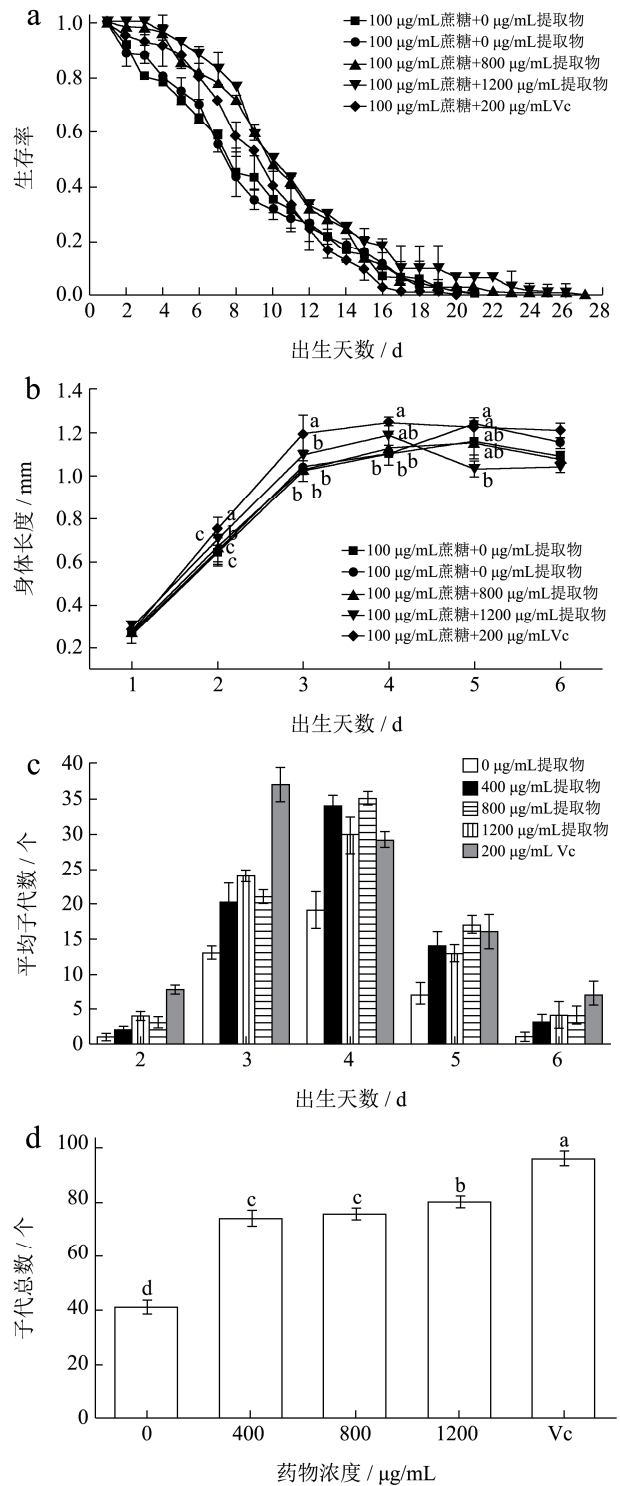 a
100 μg/mL蔗糖+0 μg/mL提取物
100 μg/mL蔗糖+0 μg/mL提取物
100 μg/mL蔗糖+800 μg/mL提取物
100 μg/mL蔗糖+1200 μg/mL提取物
100 μg/mL蔗糖+200 μg/mLVc
生存率
1.0
0.8
0.6
0.4
0.2
0.0
0 2 4 6 8 10 12 14 16 18 20 22 24 26 28
出生天数 / d
b
身体长度 / mm
1.4
1.2
1.0
0.8
0.6
0.4
0.2
a a a
b ab ab
b b b b b ab b
a
c b
c
c
100 μg/mL蔗糖+0 μg/mL提取物
100 μg/mL蔗糖+0 μg/mL提取物
100 μg/mL蔗糖+800 μg/mL提取物
100 μg/mL蔗糖+1200 μg/mL提取物
100 μg/mL蔗糖+200 μg/mLVc
1 2 3 4 5 6
出生天数 / d
c
0 μg/mL提取物
400 μg/mL提取物
800 μg/mL提取物
1200 μg/mL提取物
200 μg/mL Vc
平均子代数 / 个
40
35
30
25
20
15
10
5
0
2 3 4 5 6
出生天数 / d
d
子代总数 / 个
100
80
60
40
20
0
d c c b a
0 400 800 1200 Vc
药物浓度 / μg/mL